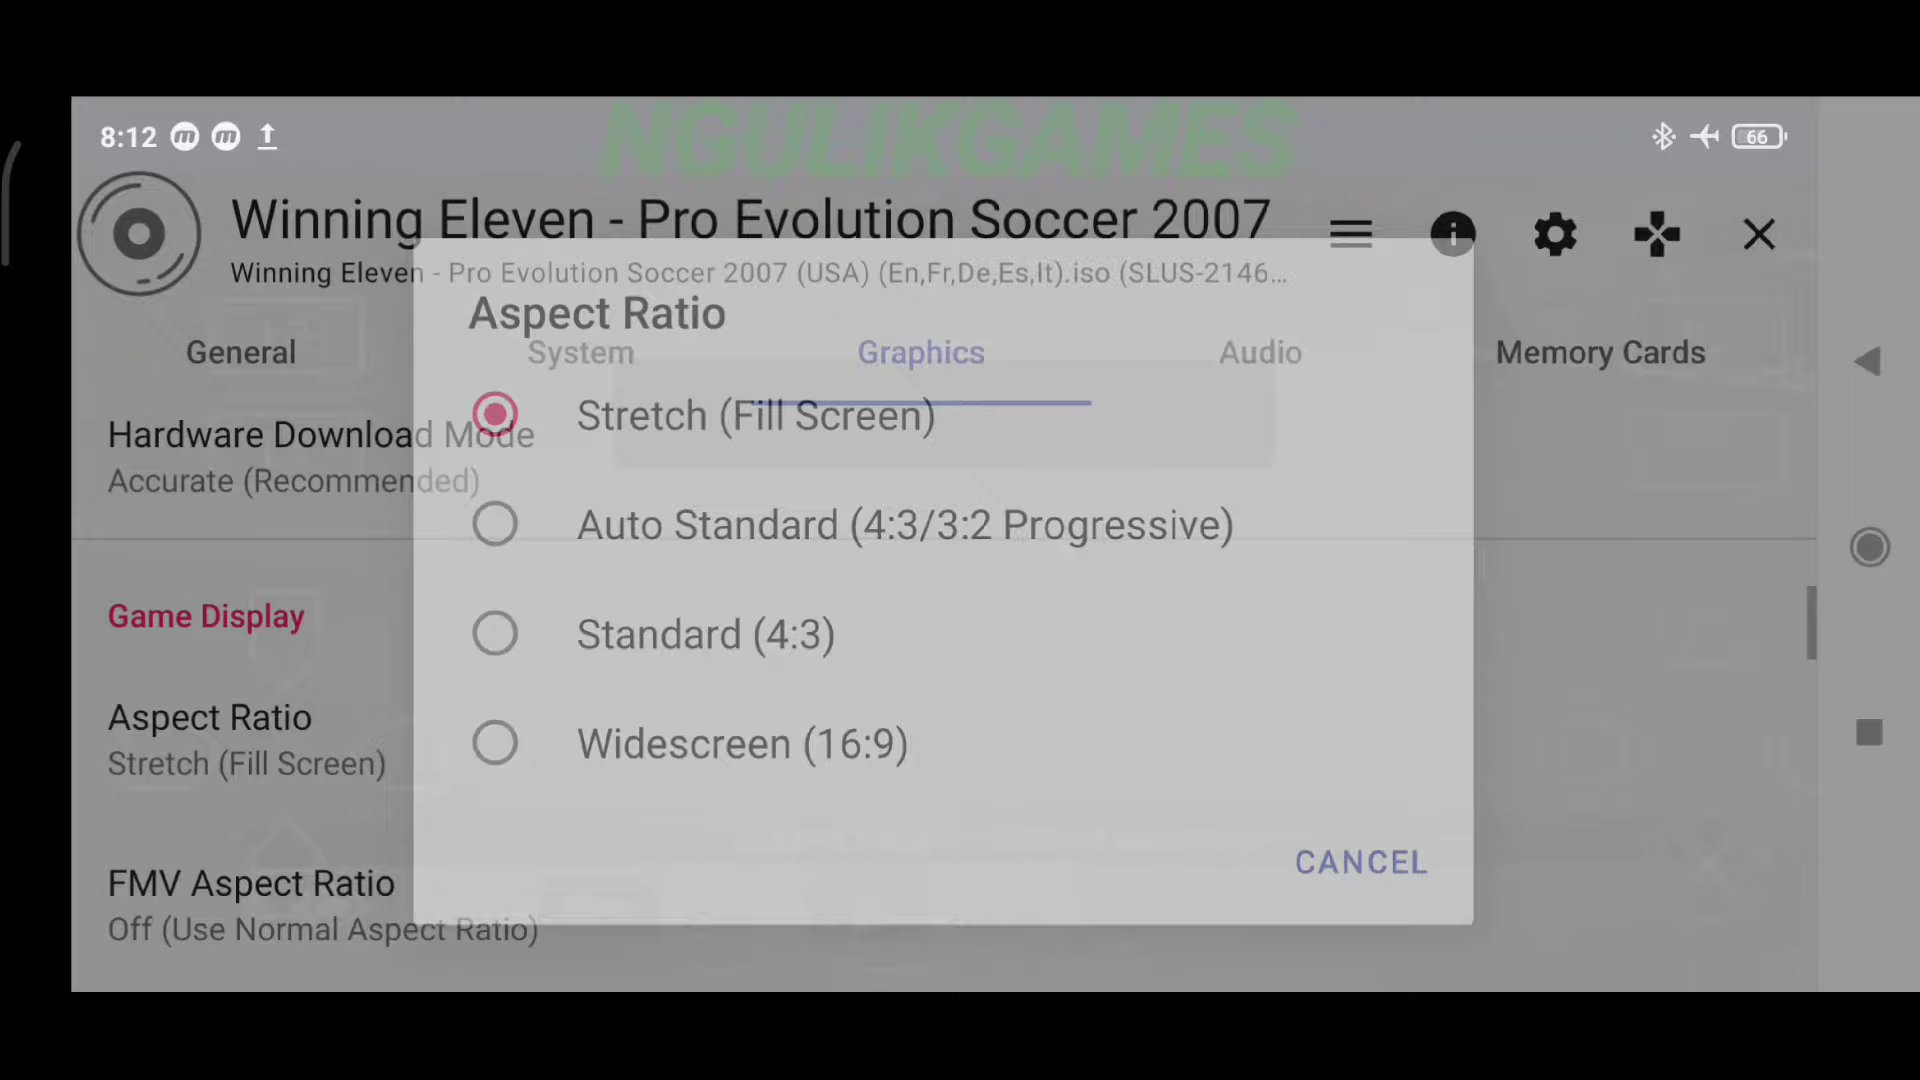 NGULIKGAMES
8:12
66
Winning Eleven - Pro Evolution Soccer 2007
Winning Eleven - Pro Evolution Soccer 2007 (USA) (En,Fr,De,Es,It).iso (SLUS-2146...
Aspect Ratio
General
System
Graphics
Audio
Memory Cards
Stretch (Fill Screen)
Hardware Download Mode
Accurate (Recommended)
Auto Standard (4:3/3:2 Progressive)
Game Display
Standard (4:3)
Aspect Ratio
Stretch (Fill Screen)
Widescreen (16:9)
CANCEL
FMV Aspect Ratio
Off (Use Normal Aspect Ratio)